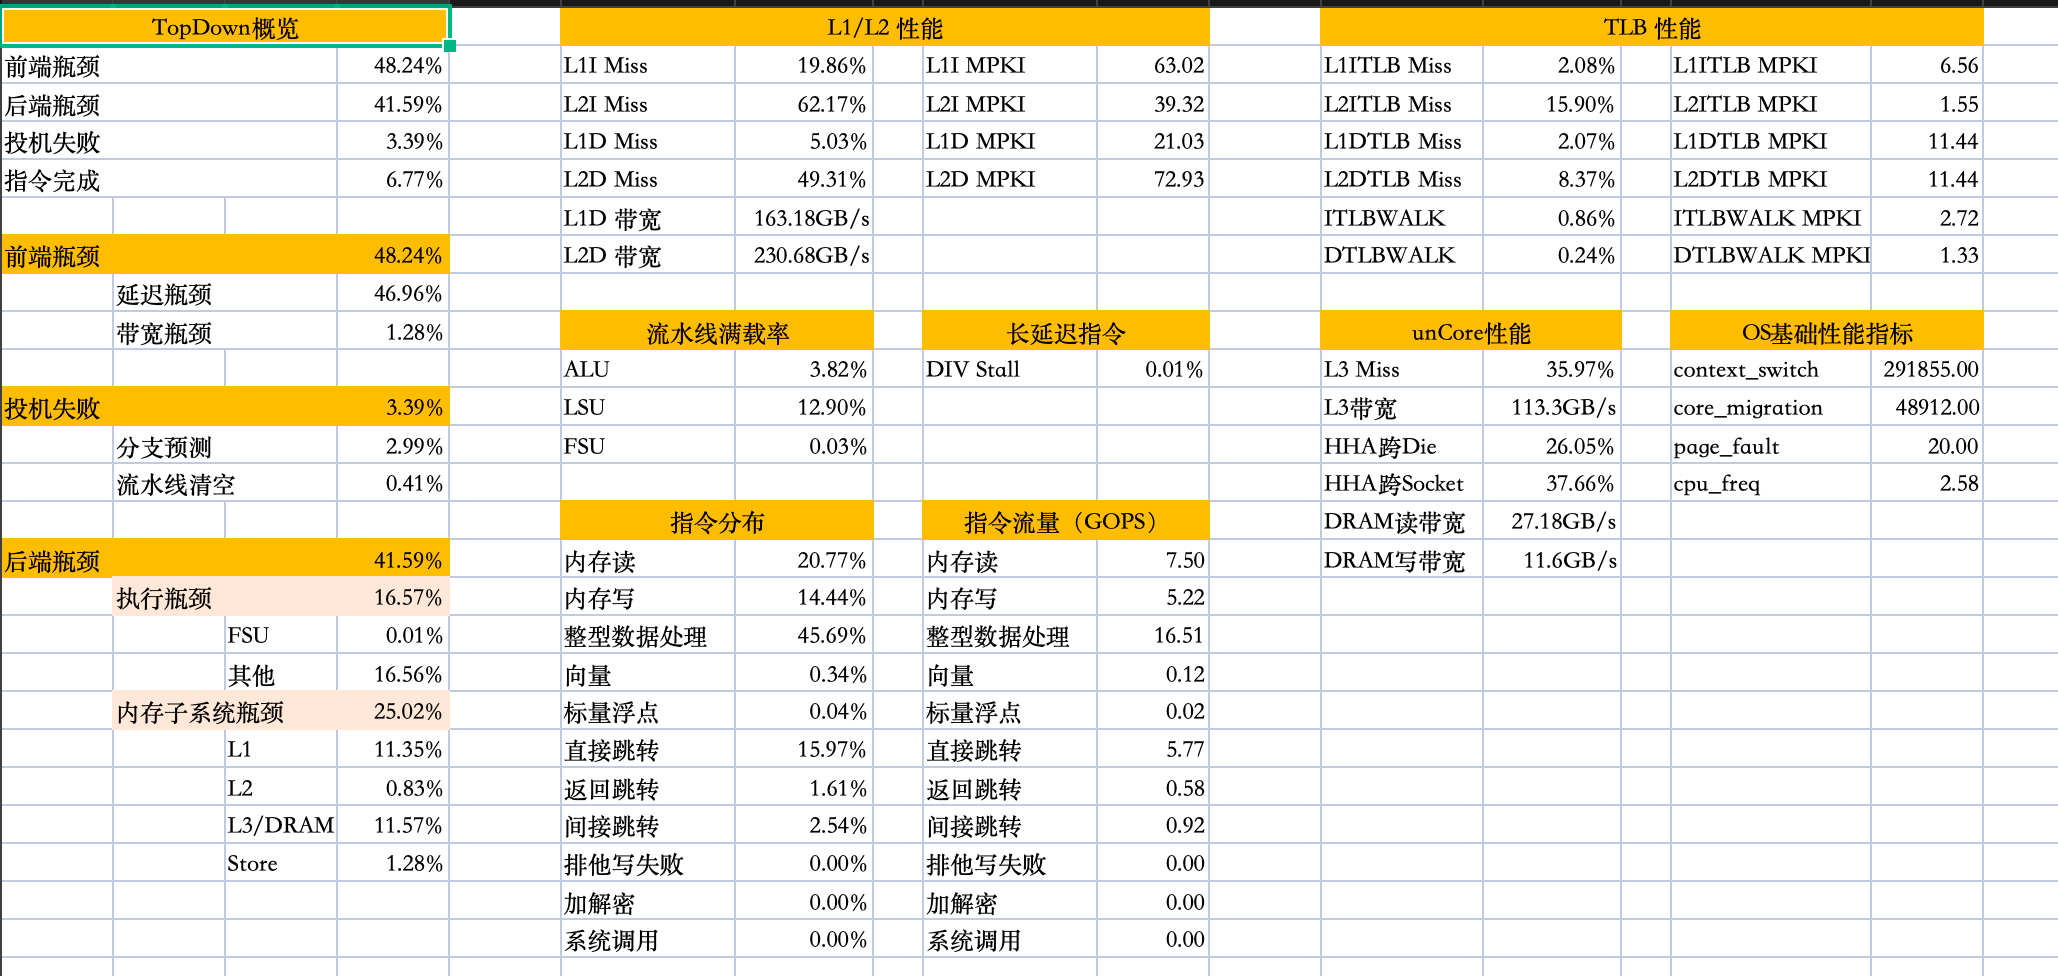 TopDown概览 L1/L2 性能 TLB 性能
前端瓶颈 48.24% L1I Miss 19.86% L1I MPKI 63.02 L1ITLB Miss 2.08% L1ITLB MPKI 6.56
后端瓶颈 41.59% L2I Miss 62.17% L2I MPKI 39.32 L2ITLB Miss 15.90% L2ITLB MPKI 1.55
投机失败 3.39% L1D Miss 5.03% L1D MPKI 21.03 L1DTLB Miss 2.07% L1DTLB MPKI 11.44
指令完成 6.77% L2D Miss 49.31% L2D MPKI 72.93 L2DTLB Miss 8.37% L2DTLB MPKI 11.44
L1D 带宽 163.18GB/s ITLBWALK 0.86% ITLBWALK MPKI 2.72
前端瓶颈 48.24% L2D 带宽 230.68GB/s DTLBWALK 0.24% DTLBWALK MPKI 1.33
延迟瓶颈 46.96%
带宽瓶颈 1.28% 流水线满载率 长延迟指令 unCore性能 OS基础性能指标
ALU 3.82% DIV Stall 0.01% L3 Miss 35.97% context_switch 291855.00
投机失败 3.39% LSU 12.90% L3带宽 113.3GB/s core_migration 48912.00
分支预测 2.99% FSU 0.03% HHA跨Die 26.05% page_fault 20.00
流水线清空 0.41% HHA跨Socket 37.66% cpu_freq 2.58
指令分布 指令流量（GOPS） DRAM读带宽 27.18GB/s
后端瓶颈 41.59% 内存读 20.77% 内存读 7.50 DRAM写带宽 11.6GB/s
执行瓶颈 16.57% 内存写 14.44% 内存写 5.22
FSU 0.01% 整型数据处理 45.69% 整型数据处理 16.51
其他 16.56% 向量 0.34% 向量 0.12
内存子系统瓶颈 25.02% 标量浮点 0.04% 标量浮点 0.02
L1 11.35% 直接跳转 15.97% 直接跳转 5.77
L2 0.83% 返回跳转 1.61% 返回跳转 0.58
L3/DRAM 11.57% 间接跳转 2.54% 间接跳转 0.92
Store 1.28% 排他写失败 0.00% 排他写失败 0.00
加解密 0.00% 加解密 0.00
系统调用 0.00% 系统调用 0.00